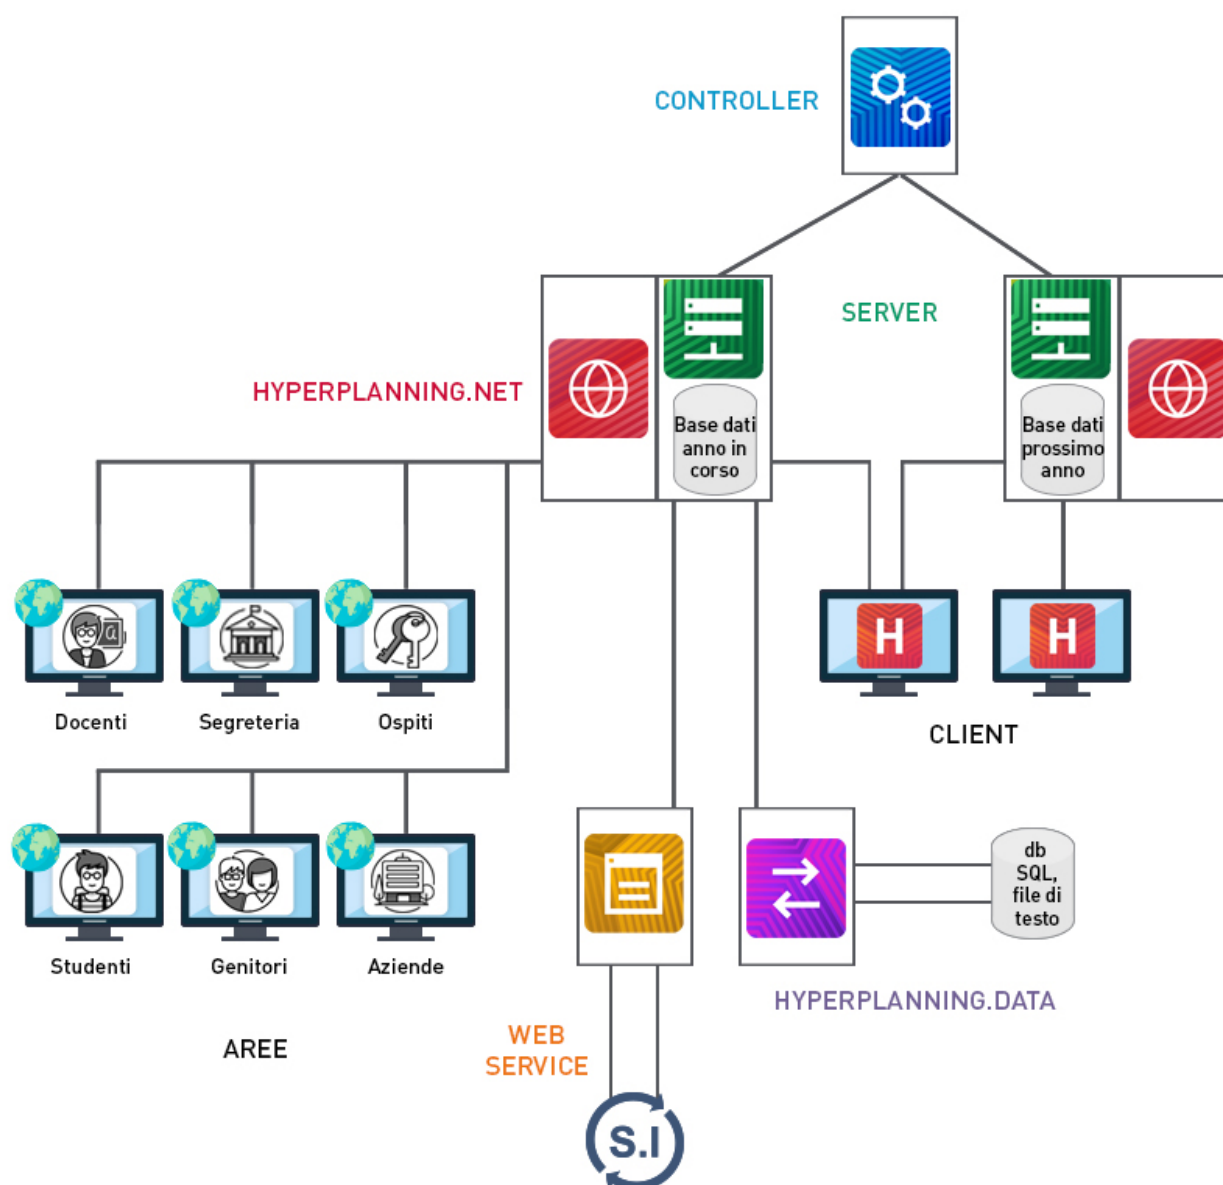 CONTROLLER
SERVER
HYPERPLANNING.NET
Base dati
anno in
corso
Base dati
prossimo
anno
a
Docenti
Segreteria
Ospiti
H
H
CLIENT
Studenti
Genitori
Aziende
AREE
db
SQL,
file di
testo
HYPERPLANNING.DATA
WEB
SERVICE
S.I